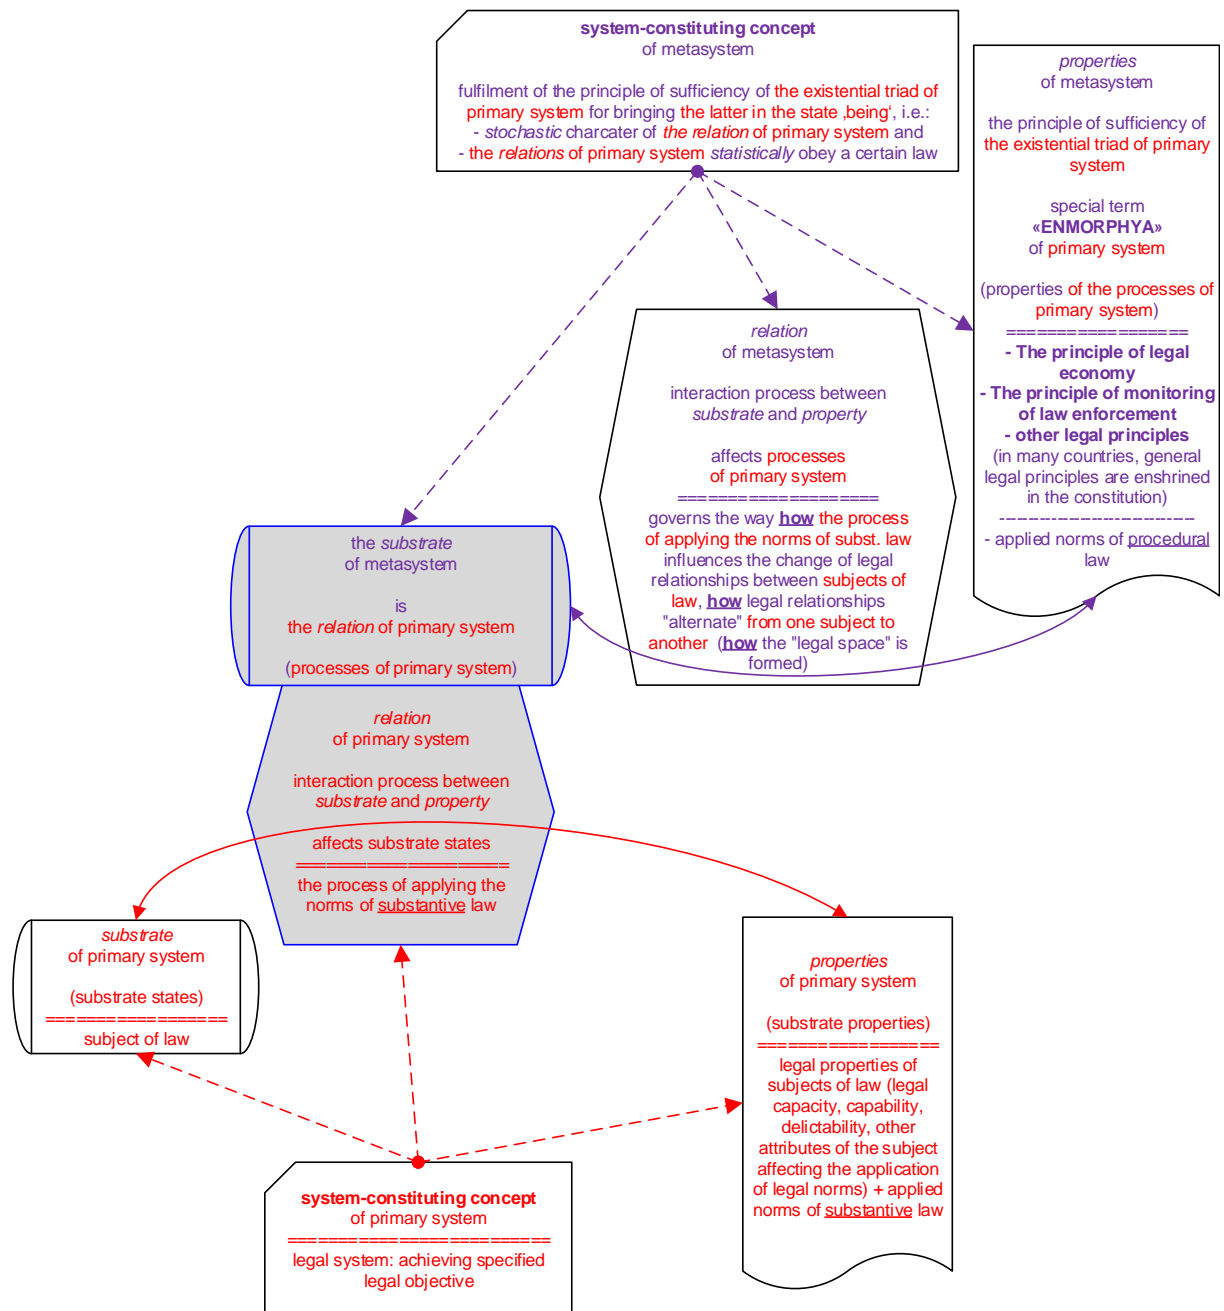 system-constituting concept
of metasystem
fulfilment of the principle of sufficiency of the existential triad of
primary system for bringing the latter in the state ‚being‘, i.e.:
- stochastic charcater of the relation of primary system and
- the relations of primary system statistically obey a certain law
properties
of metasystem
the principle of sufficiency of
the existential triad of primary
system
special term
«ENMORPHYA»
of primary system
(properties of the processes of
primary system)
==================
- The principle of legal
economy
- The principle of monitoring
of law enforcement
- other legal principles
(in many countries, general
legal principles are enshrined
in the constitution)
--------------------------------
- applied norms of procedural
law
relation
of metasystem
interaction process between
substrate and property
affects processes
of primary system
====================
governs the way how the process
of applying the norms of subst. law
influences the change of legal
relationships between subjects of
law, how legal relationships
"alternate" from one subject to
another (how the "legal space" is
formed)
the substrate
of metasystem
is
the relation of primary system
(processes of primary system)
relation
of primary system
interaction process between
substrate and property
affects substrate states
=====================
the process of applying the
norms of substantive law
substrate
of primary system
(substrate states)
==================
subject of law
properties
of primary system
(substrate properties)
==================
legal properties of
subjects of law (legal
capacity, capability,
delictability, other
attributes of the subject
affecting the application
of legal norms) + applied
norms of substantive law
system-constituting concept
of primary system
==========================
legal system: achieving specified
legal objective